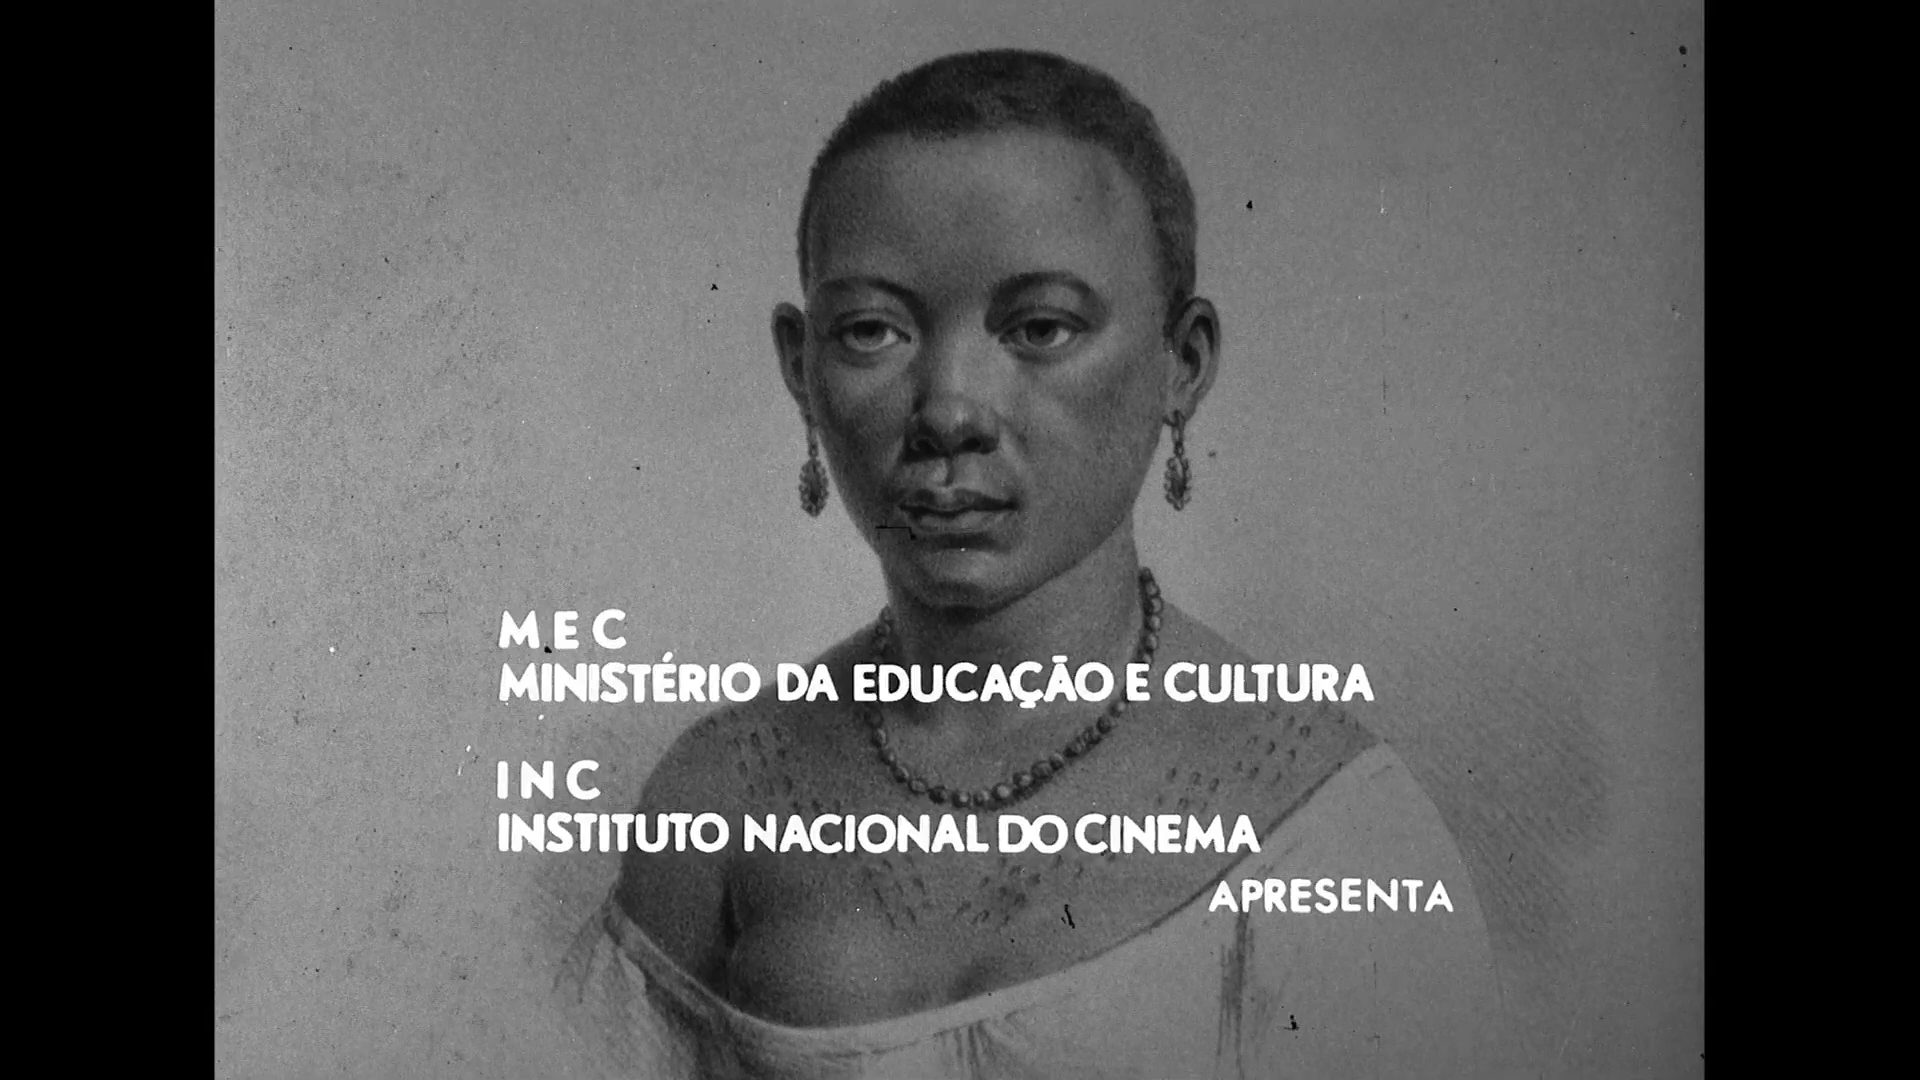 M E C
MINISTÉRIO DA EDUCAÇÃO E CULTURA
I N C
INSTITUTO NACIONAL DO CINEMA
APRESENTA